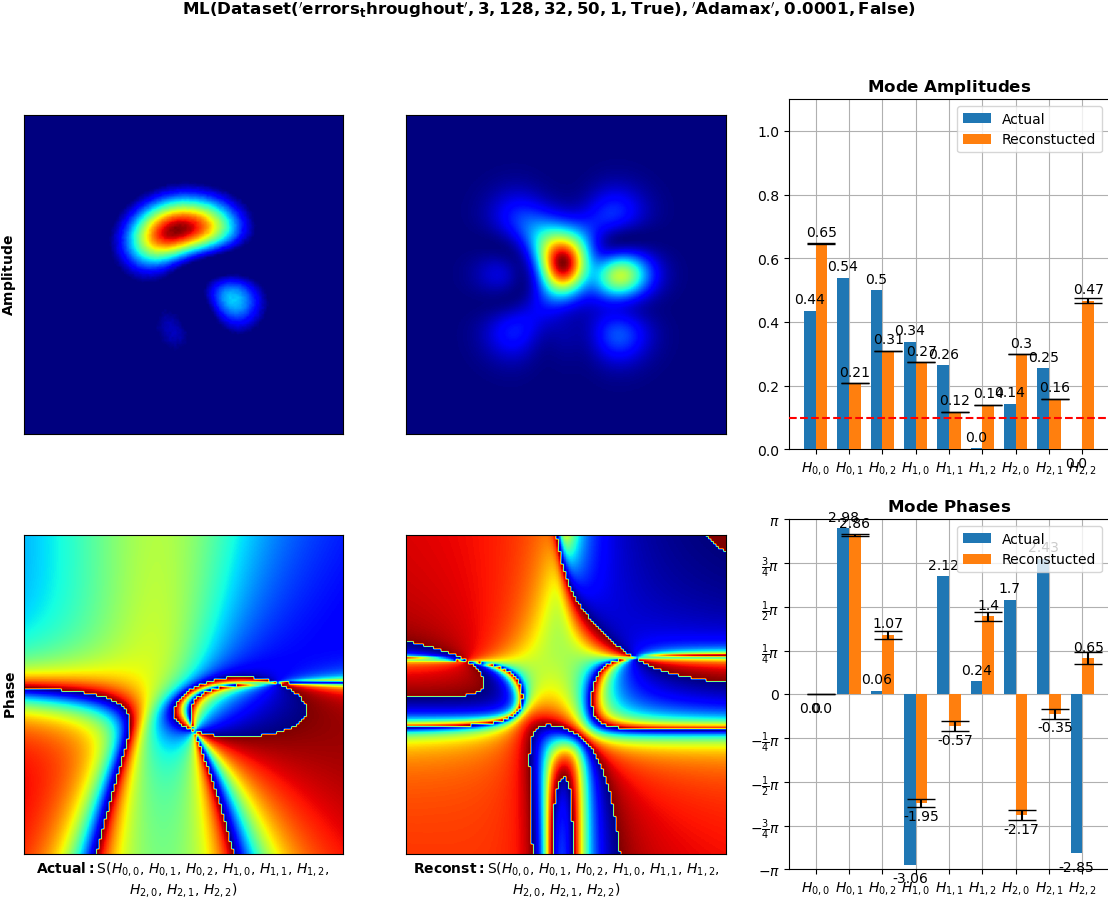 ML(Dataset('errors_throughout', 3, 128, 32, 50, 1, True), 'Adamax', 0.0001, False)
Amplitude
Mode Amplitudes
Actual
Reconstucted
1.0
0.8
0.6
0.4
0.2
0.0
0.44
0.65
0.54
0.21
0.5
0.31
0.34
0.27
0.26
0.12
0.0
0.14
0.14
0.3
0.25
0.16
0.0
0.47
H0,0 H0,1 H0,2 H1,0 H1,1 H1,2 H2,0 H2,1 H2,2
Phase
Mode Phases
Actual
Reconstucted
π
3/4π
1/2π
1/4π
0
−1/4π
−1/2π
−3/4π
−π
0.0
0.0
2.98
2.86
0.06
1.07
-3.06
-1.95
2.12
-0.57
0.24
1.4
1.7
-2.17
2.43
-0.35
-2.85
0.65
H0,0 H0,1 H0,2 H1,0 H1,1 H1,2 H2,0 H2,1 H2,2
Actual: S(H0,0, H0,1, H0,2, H1,0, H1,1, H1,2,
H2,0, H2,1, H2,2)
Reconst: S(H0,0, H0,1, H0,2, H1,0, H1,1, H1,2,
H2,0, H2,1, H2,2)